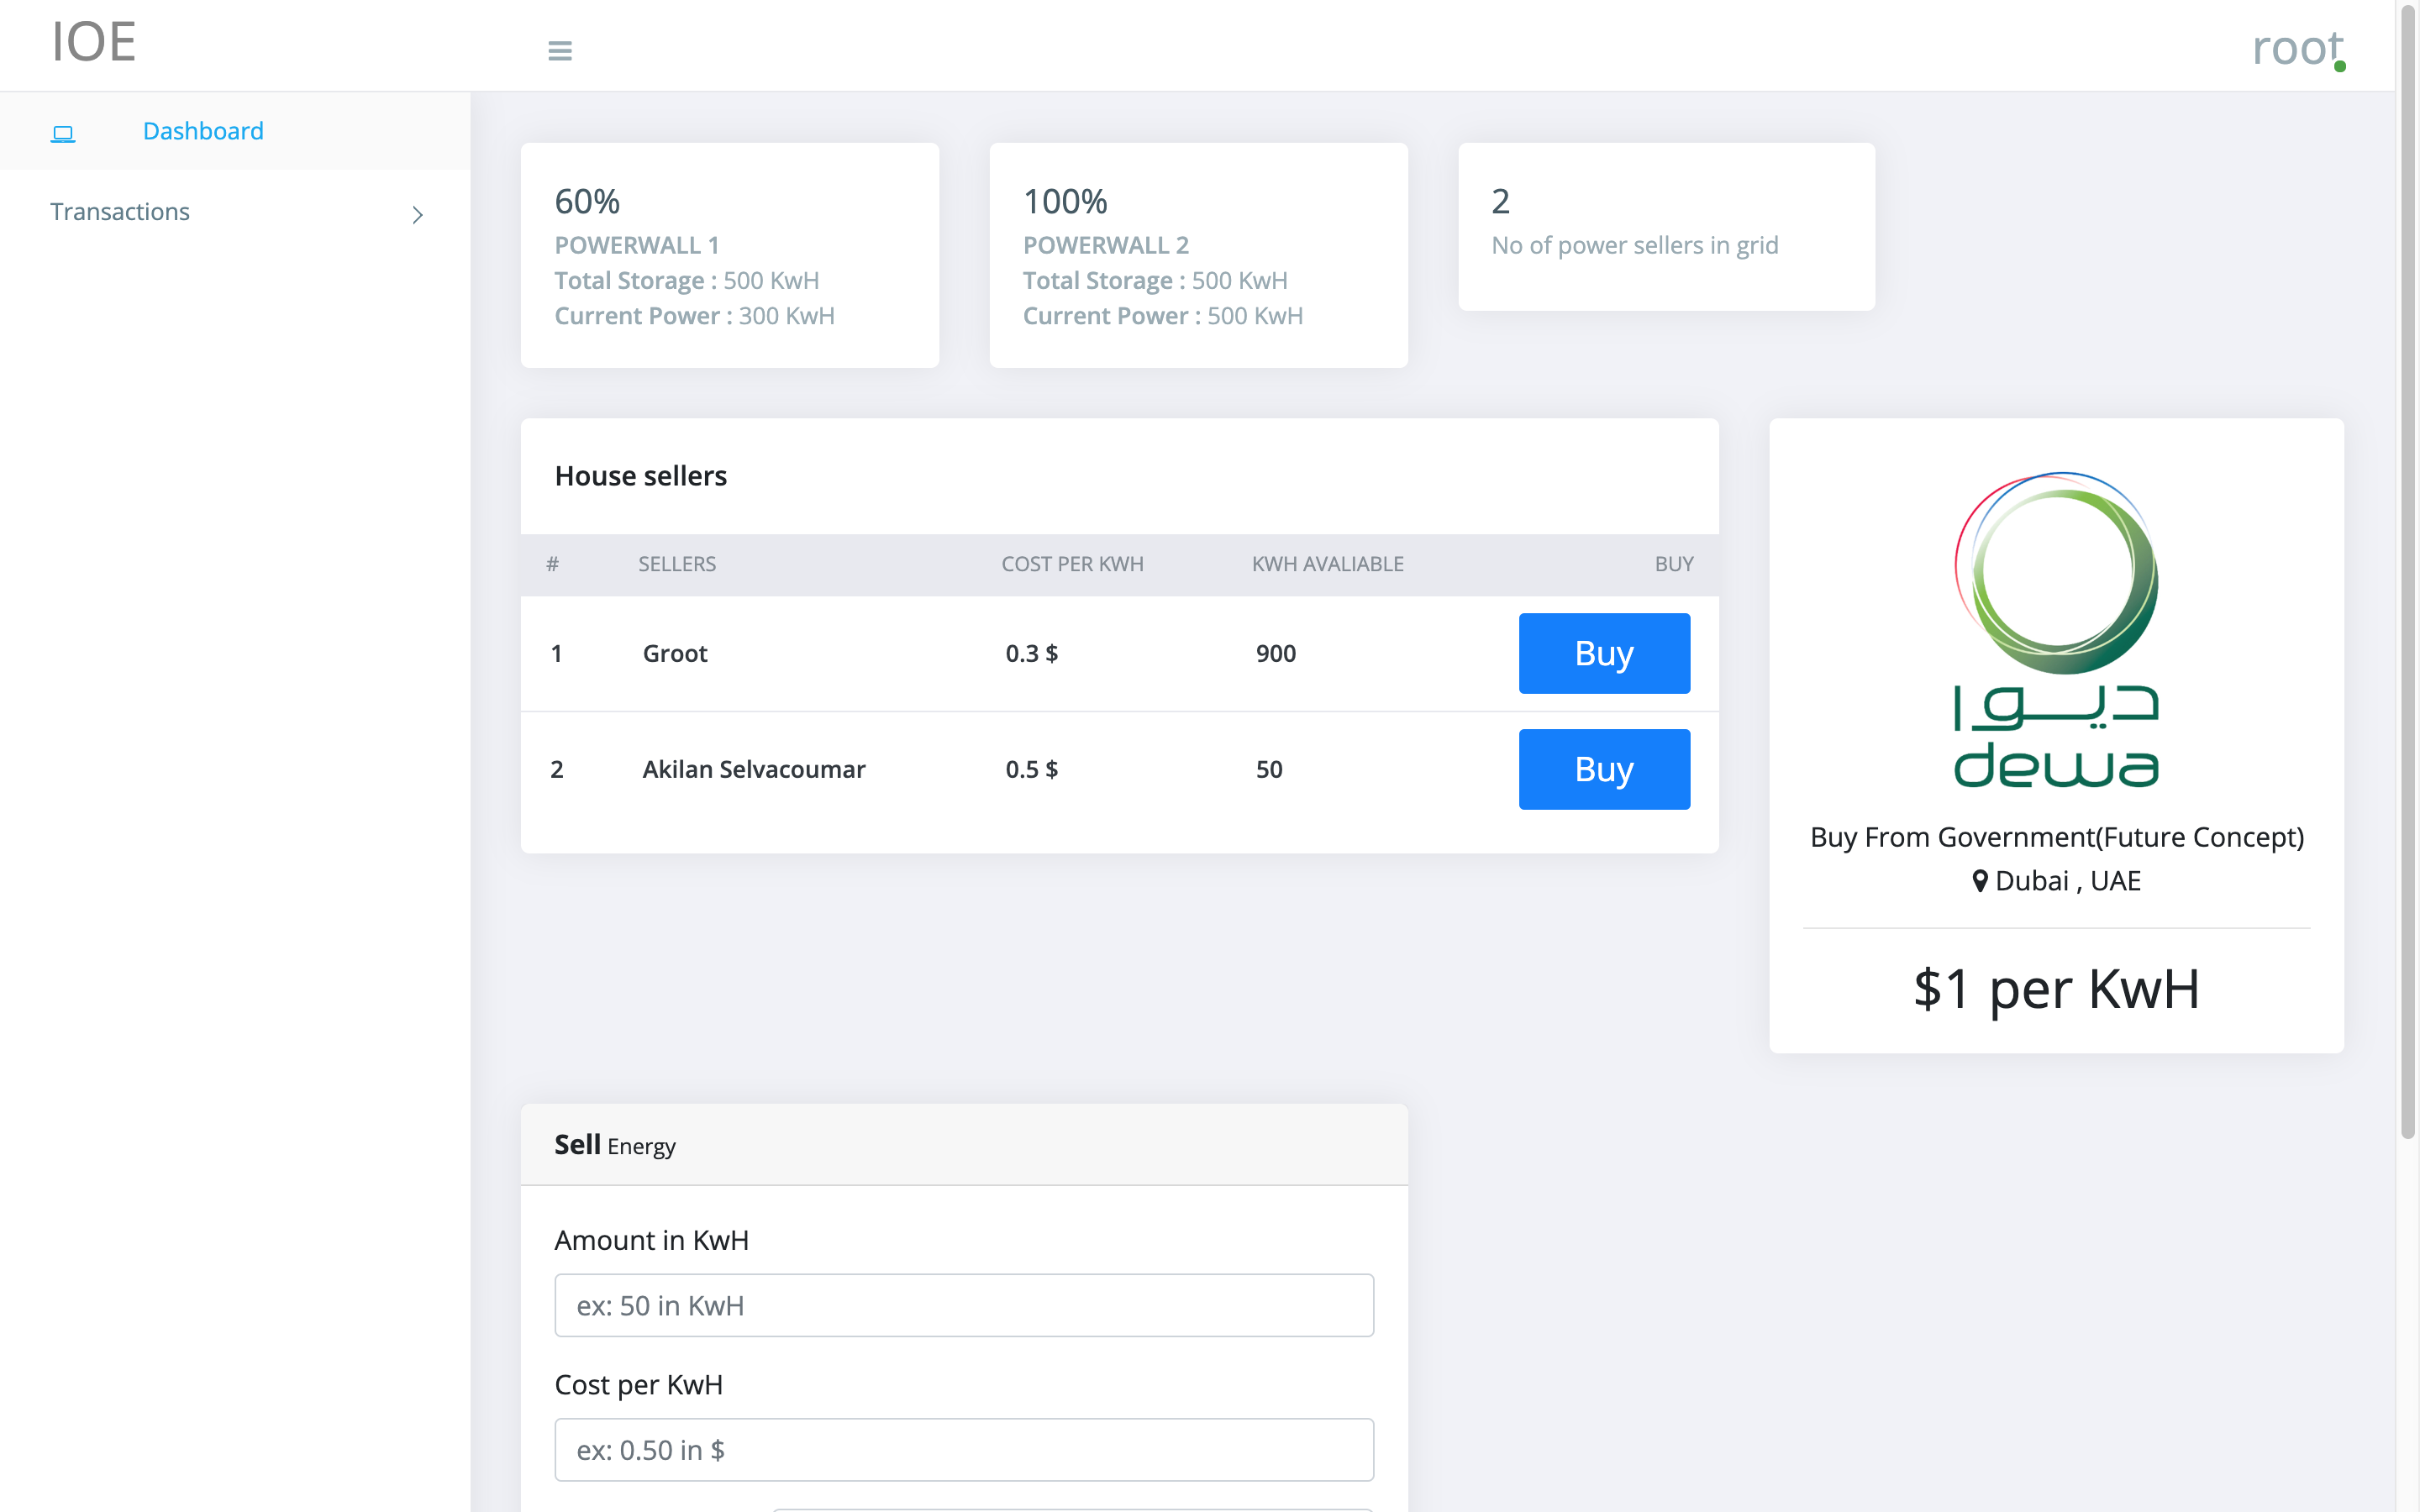 IOE
root
Dashboard
Transactions
60%
POWERWALL 1
Total Storage : 500 KwH
Current Power : 300 KwH
100%
POWERWALL 2
Total Storage : 500 KwH
Current Power : 500 KwH
2
No of power sellers in grid
House sellers
# SELLERS COST PER KWH KWH AVALIABLE BUY
1 Groot 0.3 $ 900 Buy
2 Akilan Selvacoumar 0.5 $ 50 Buy
ديوا
dewa
Buy From Government(Future Concept)
Dubai , UAE
$1 per KwH
Sell Energy
Amount in KwH
ex: 50 in KwH
Cost per KwH
ex: 0.50 in $